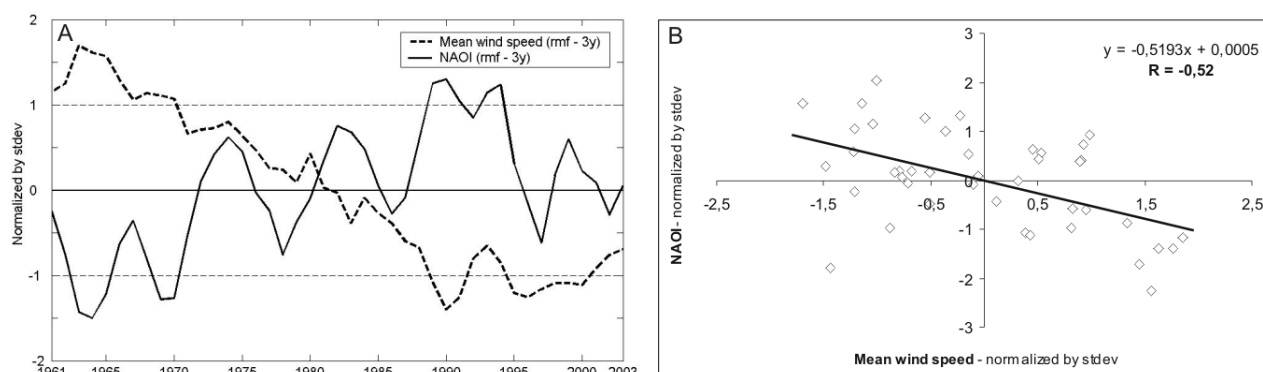 A
Normalized by stdev
2
1
0
-1
-2
Mean wind speed (rmf - 3y)
NAOI (rmf - 3y)
1961 1965 1970 1975 1980 1985 1990 1995 2000 2003
B
y = -0,5193x + 0,0005
R = -0,52
NAOI - normalized by stdev
3
2
1
0
-1
-2
-3
-2,5 -1,5 -0,5 0,5 1,5 2,5
Mean wind speed - normalized by stdev